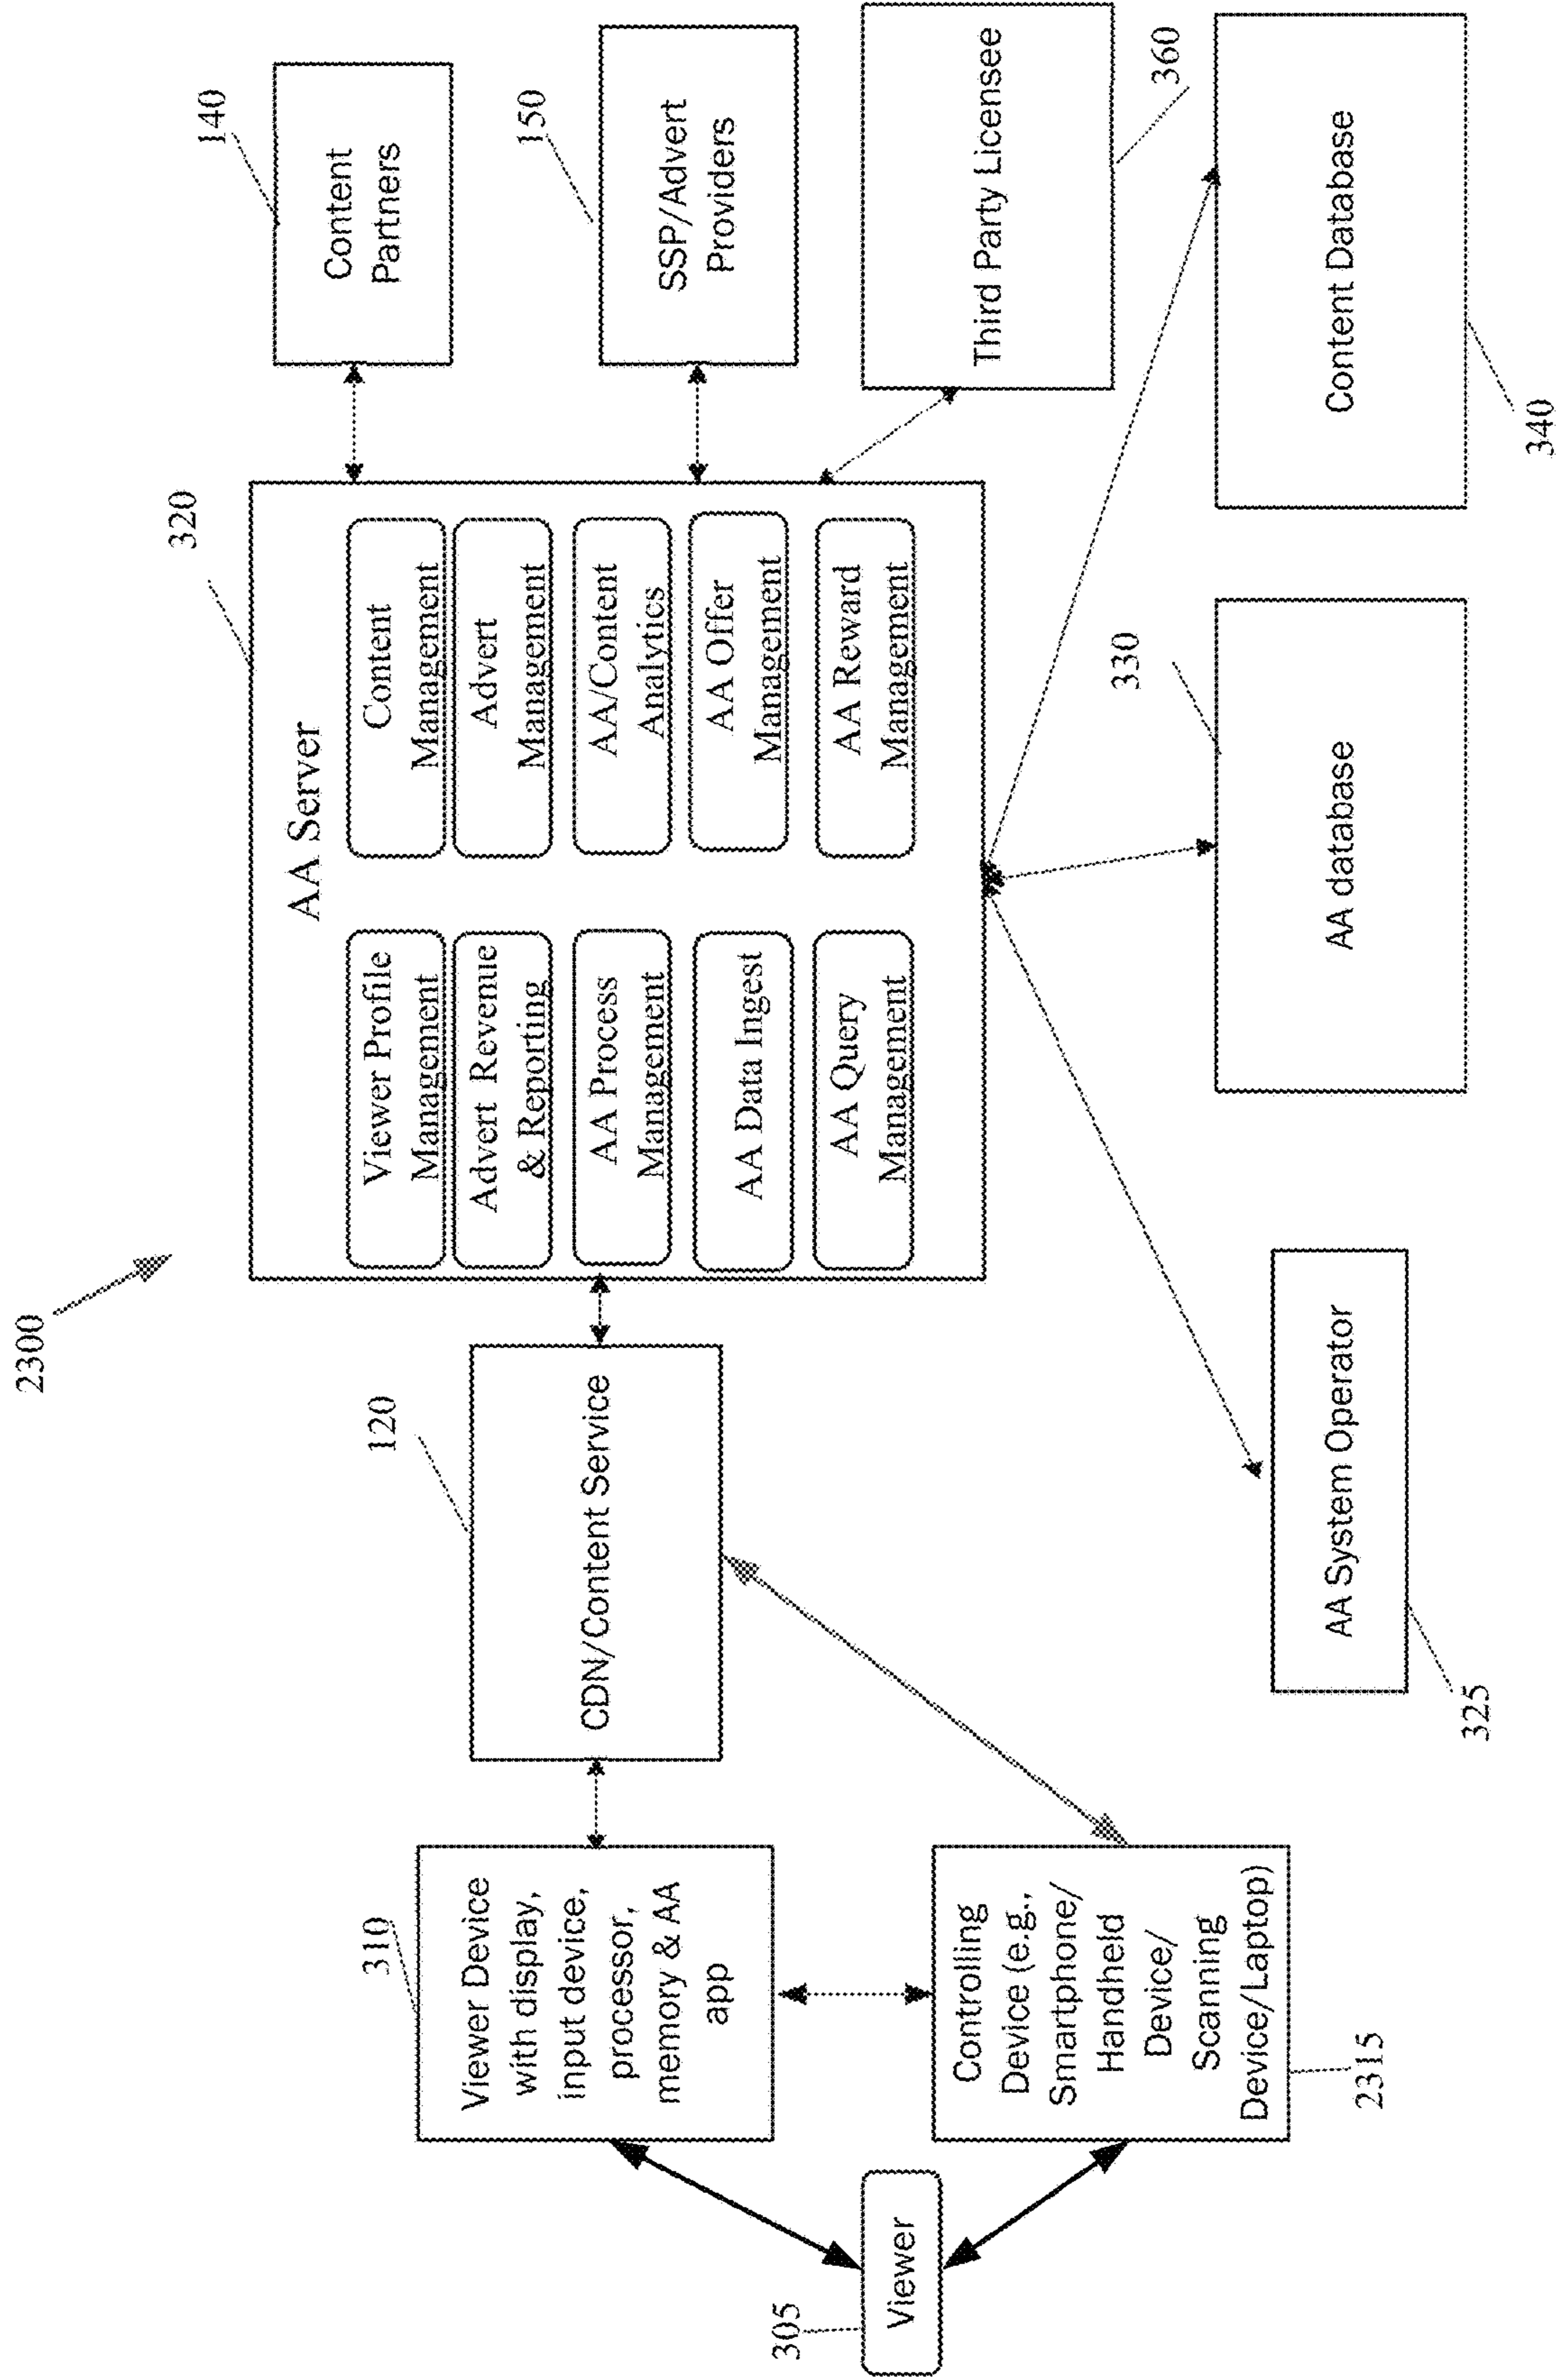 2300
305
Viewer
310
Viewer Device
with display,
input device,
processor,
memory & AA
app
Controlling
Device (e.g.,
Smartphone/
Handheld
Device/
Scanning
Device/Laptop)
2315
120
CDN/Content Service
320
AA Server
Viewer Profile
Management
Content
Management
Advert Revenue
& Reporting
Advert
Management
AA Process
Management
AA/Content
Analytics
AA Data Ingest
AA Offer
Management
AA Query
Management
AA Reward
Management
140
Content
Partners
150
SSP/Advert
Providers
Third Party Licensee
360
AA System Operator
325
330
AA database
Content Database
340